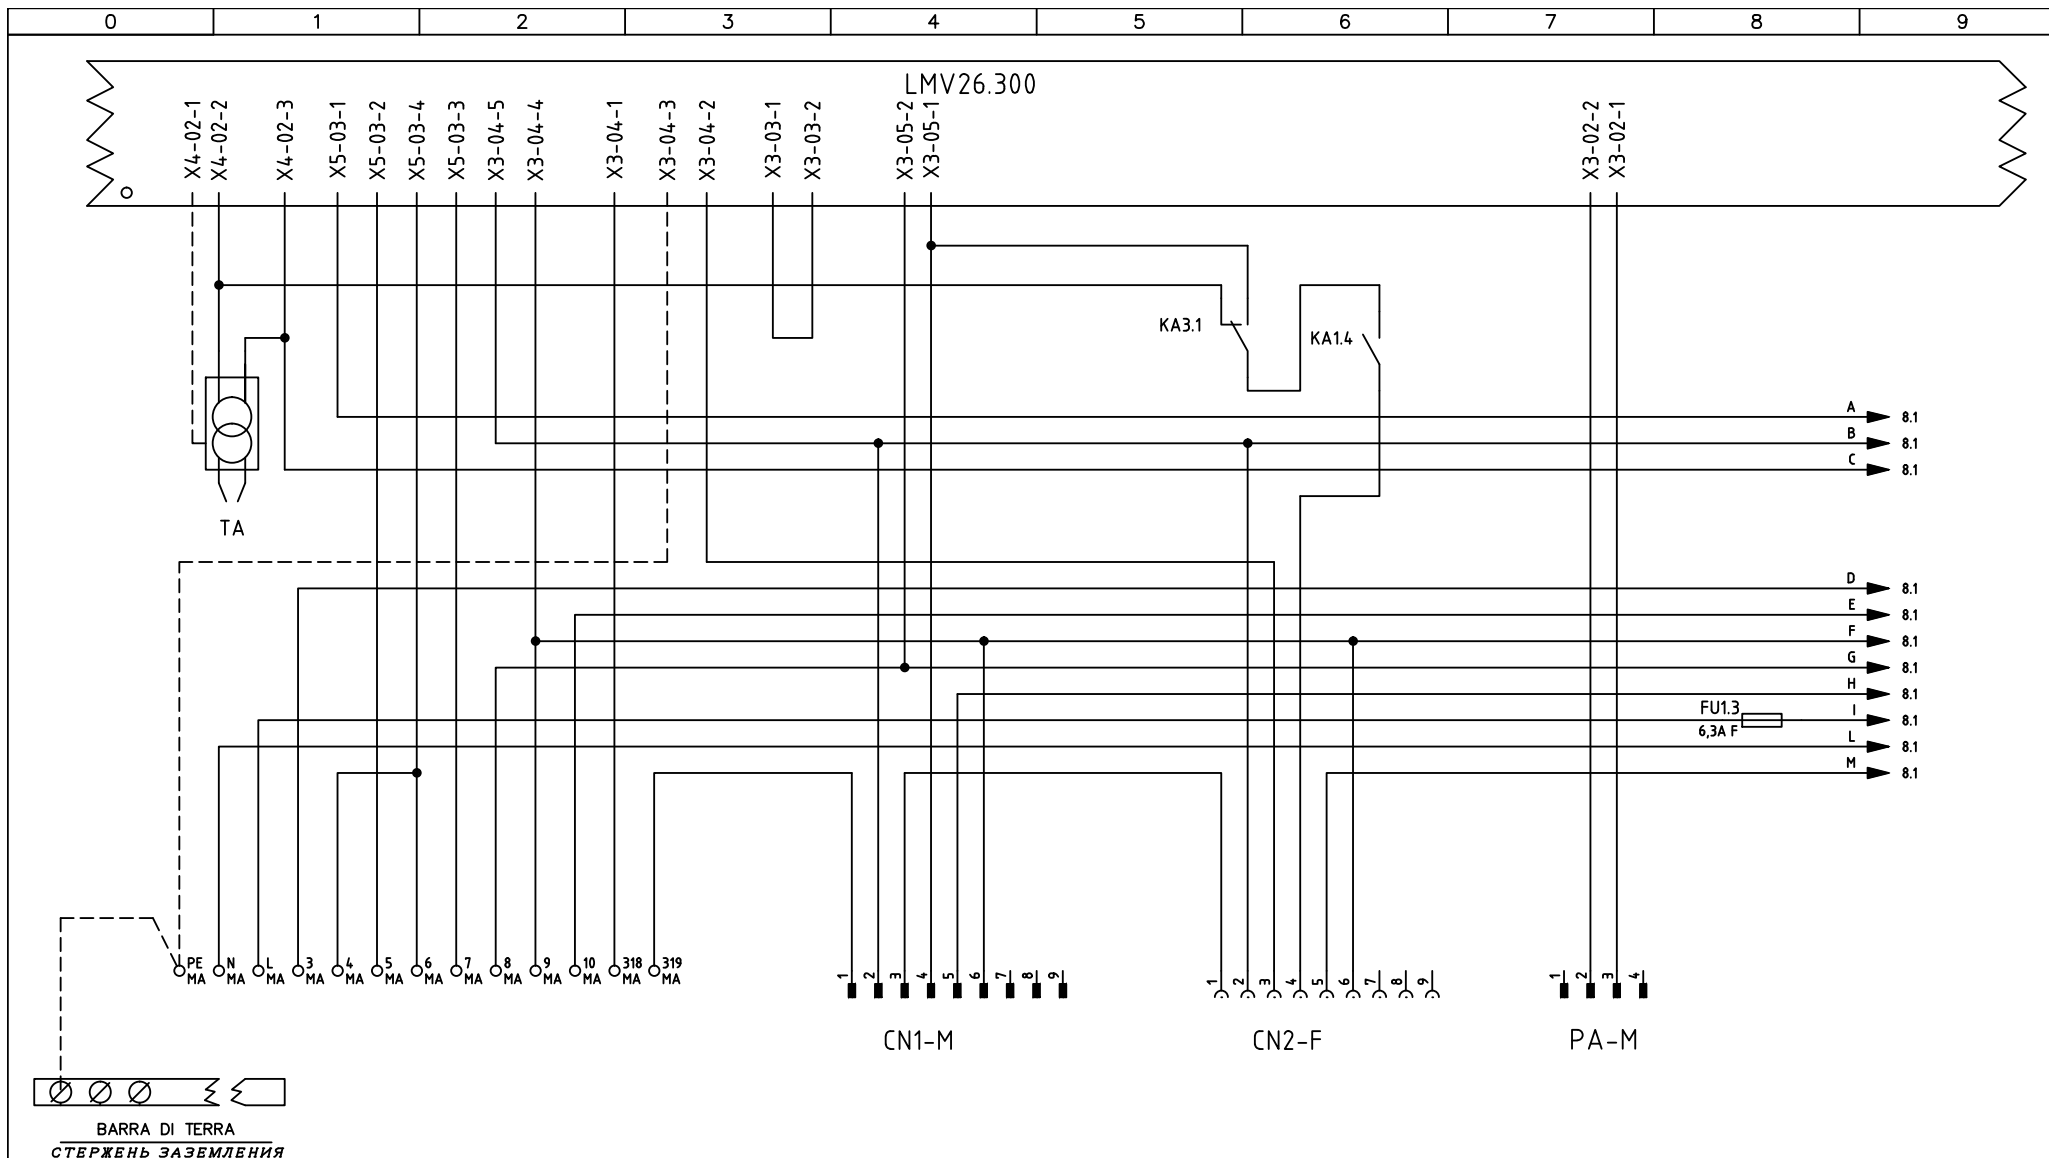 0 1 2 3 4 5 6 7 8 9
LMV26.300
X4-02-1
X4-02-2
X4-02-3
X5-03-1
X5-03-2
X5-03-4
X5-03-3
X3-04-5
X3-04-4
X3-04-1
X3-04-3
X3-04-2
X3-03-1
X3-03-2
X3-05-2
X3-05-1
X3-02-2
X3-02-1
KA3.1
KA1.4
A 8.1
B 8.1
C 8.1
TA
D 8.1
E 8.1
F 8.1
G 8.1
H 8.1
FU1.3
6,3A F
I 8.1
L 8.1
M 8.1
PE MA
N MA
L MA
3 MA
4 MA
5 MA
6 MA
7 MA
8 MA
9 MA
10 MA
318 MA
319 MA
1 2 3 4 5 6 7 8 9
CN1-M
1 2 3 4 5 6 7 8 9
CN2-F
1 2 3 4
PA-M
BARRA DI TERRA
СТЕРЖЕНЬ ЗАЗЕМЛЕНИЯ